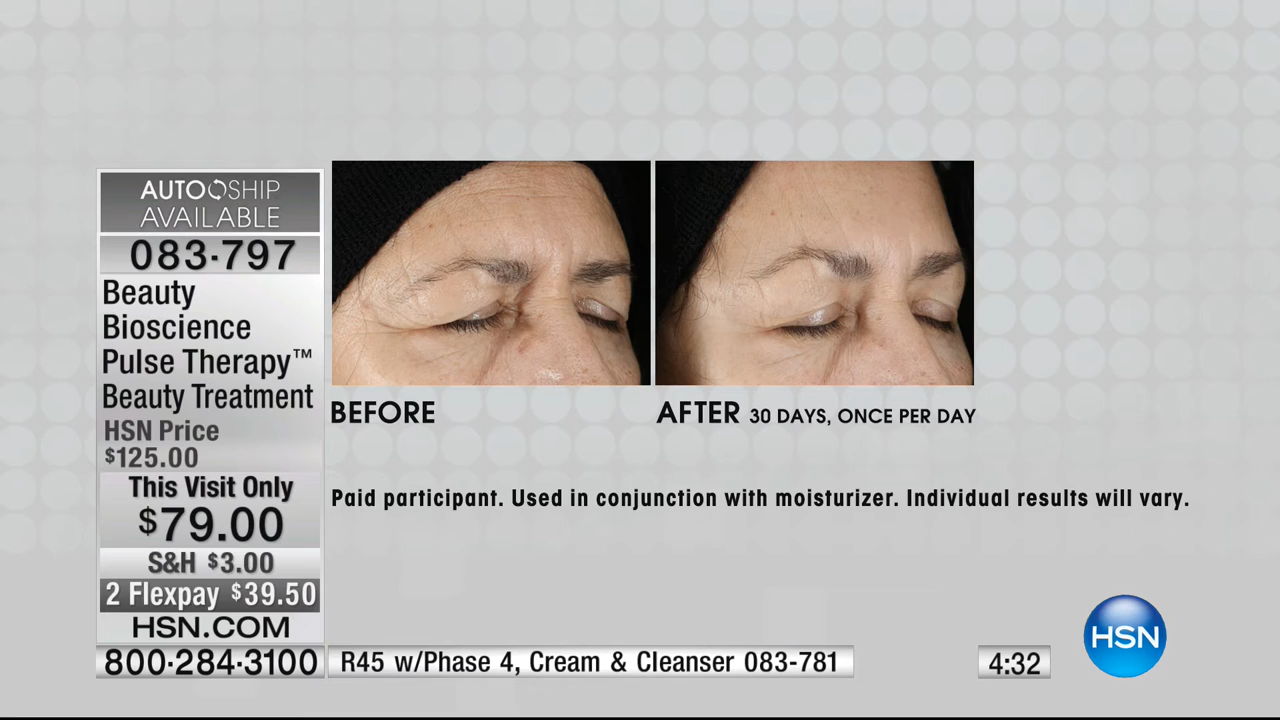 AUTO SHIP
AVAILABLE
083-797
Beauty
Bioscience
Pulse Therapy™
Beauty Treatment
HSN Price
$125.00
This Visit Only
$79.00
S&H $3.00
2 Flexpay $39.50
HSN.COM
800-284-3100
BEFORE
AFTER 30 DAYS, ONCE PER DAY
Paid participant. Used in conjunction with moisturizer. Individual results will vary.
R45 w/Phase 4, Cream & Cleanser 083-781
4:32
HSN